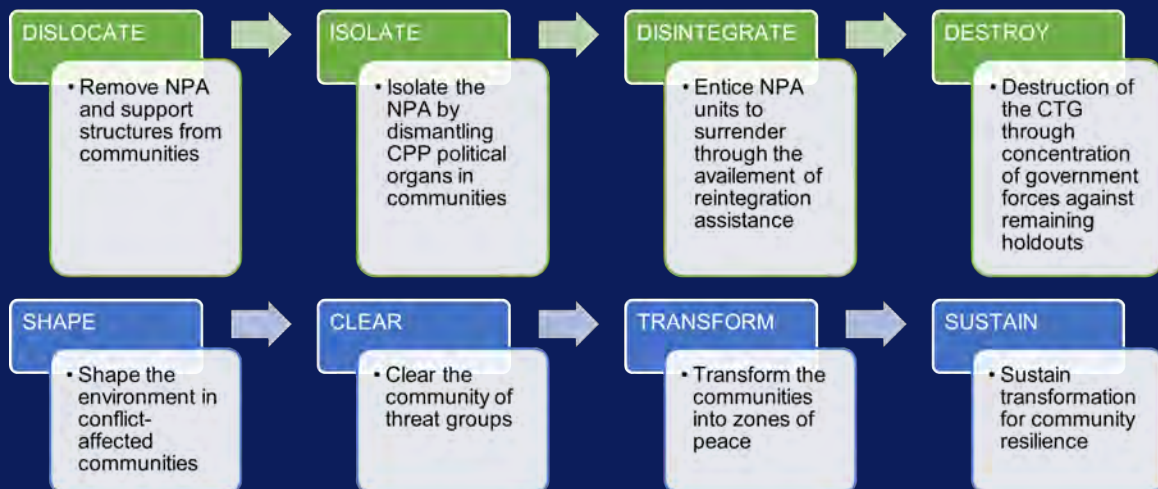 DISLOCATE
• Remove NPA
and support
structures from
communities
ISOLATE
• Isolate the
NPA by
dismantling
CPP political
organs in
communities
DISINTEGRATE
• Entice NPA
units to
surrender
through the
availement of
reintegration
assistance
DESTROY
• Destruction of
the CTG
through
concentration
of government
forces against
remaining
holdouts
SHAPE
• Shape the
environment in
conflict-
affected
communities
CLEAR
• Clear the
community of
threat groups
TRANSFORM
• Transform the
communities
into zones of
peace
SUSTAIN
• Sustain
transformation
for community
resilience